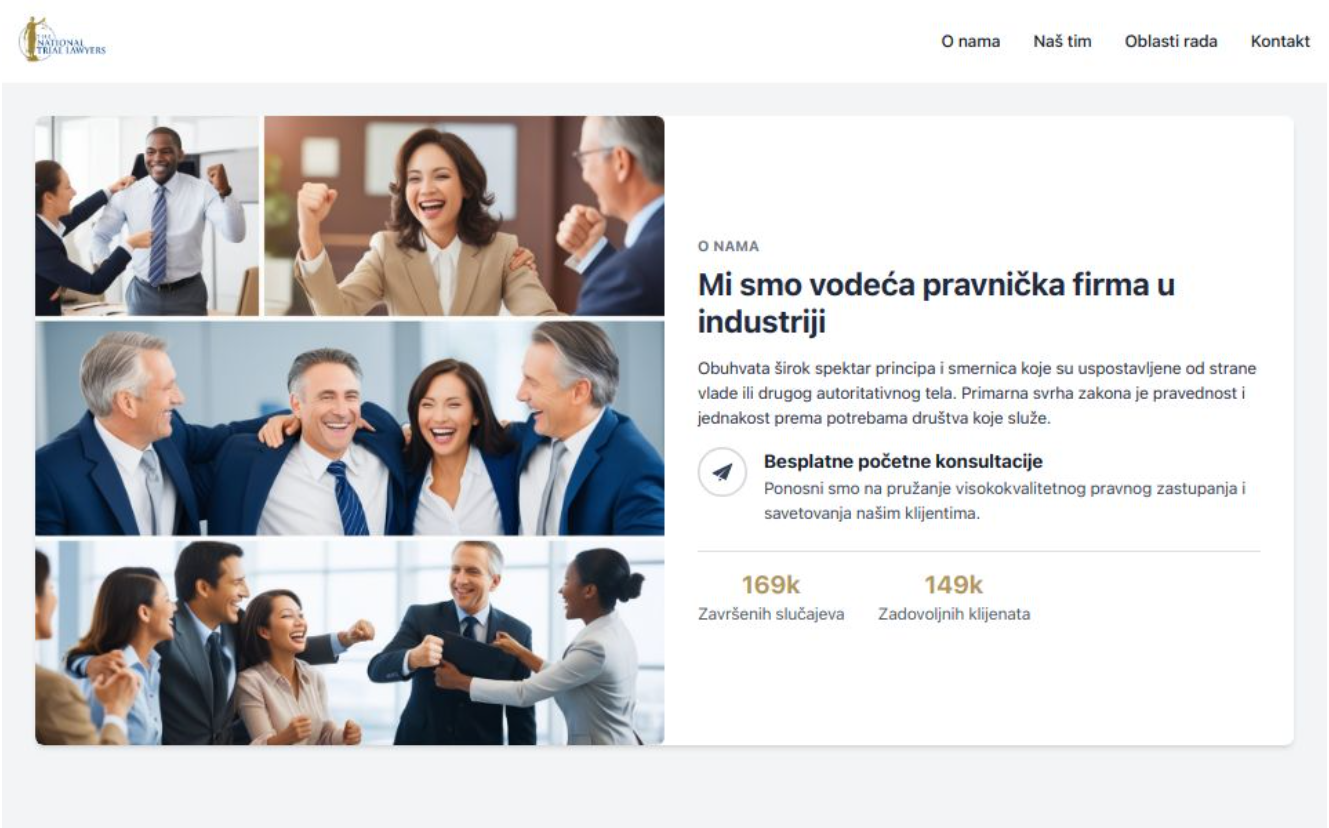 THE
NATIONAL
TRIAL LAWYERS
O nama
Naš tim
Oblasti rada
Kontakt
O NAMA
Mi smo vodeća pravnička firma u
industriji
Obuhvata širok spektar principa i smernica koje su uspostavljene od strane
vlade ili drugog autoritativnog tela. Primarna svrha zakona je pravednost i
jednakost prema potrebama društva koje služe.
Besplatne početne konsultacije
Ponosni smo na pružanje visokokvalitetnog pravnog zastupanja i
savetovanja našim klijentima.
169k
Završenih slučajeva
149k
Zadovoljnih klijenata